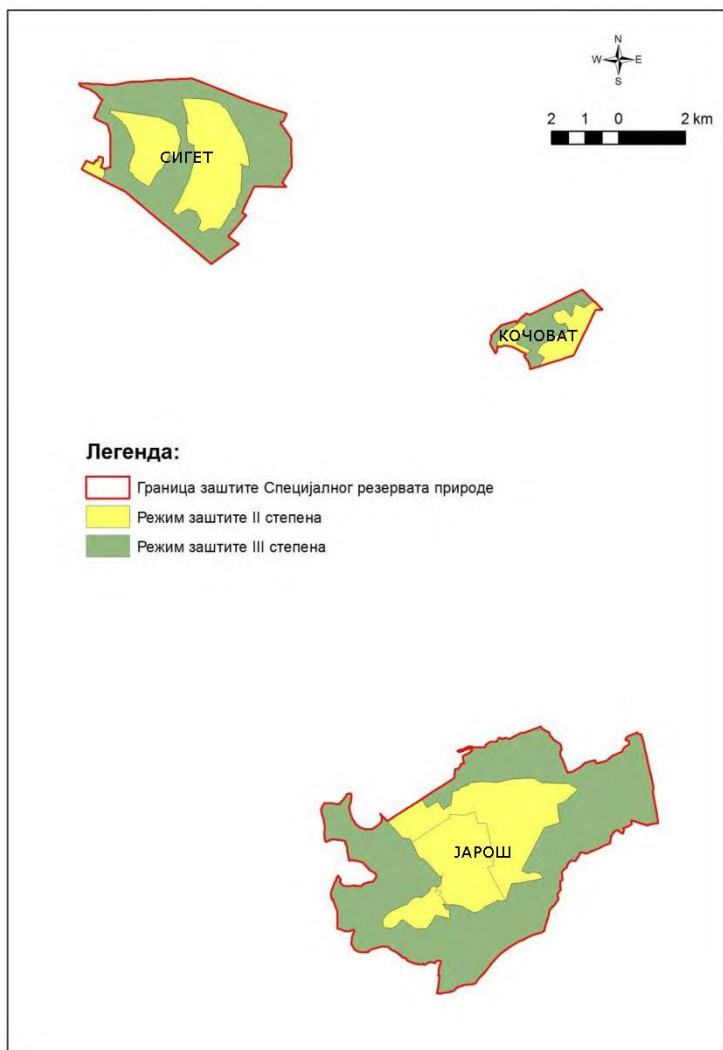 N
W E
S
2 1 0 2 km
СИГЕТ
КОЧОВАТ
Легенда:
Граница заштите Специјалног резервата природе
Режим заштите II степена
Режим заштите III степена
ЈАРОШ